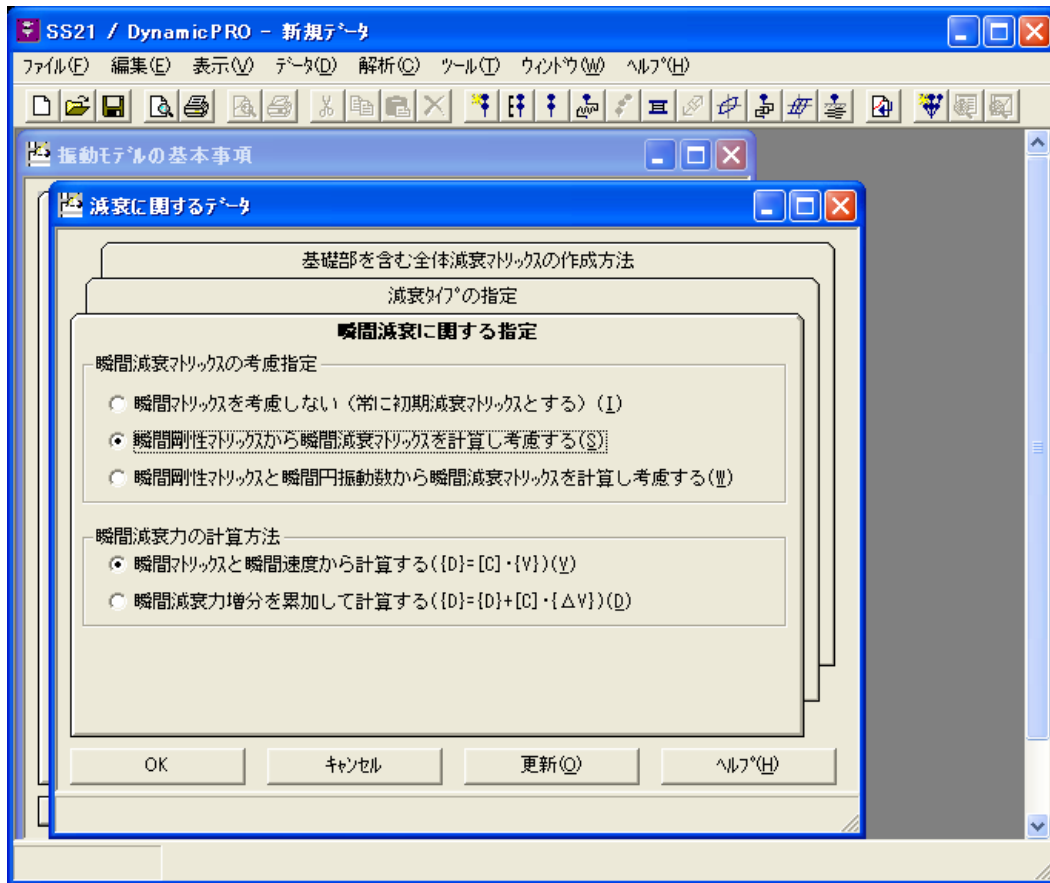 SS21 / DynamicPRO - 新規ﾃﾞｰﾀ
ﾌｧｲﾙ(F) 編集(E) 表示(V) ﾃﾞｰﾀ(D) 解析(C) ﾂｰﾙ(T) ｳｨﾝﾄﾞｳ(W) ﾍﾙﾌﾟ(H)
振動ﾓﾃﾞﾙの基本事項
減衰に関するﾃﾞｰﾀ
基礎部を含む全体減衰ﾏﾄﾘｯｸｽの作成方法
減衰ﾀｲﾌﾟの指定
瞬間減衰に関する指定
瞬間減衰ﾏﾄﾘｯｸｽの考慮指定
瞬間ﾏﾄﾘｯｸｽを考慮しない（常に初期減衰ﾏﾄﾘｯｸｽとする）(I)
瞬間剛性ﾏﾄﾘｯｸｽから瞬間減衰ﾏﾄﾘｯｸｽを計算し考慮する(S)
瞬間剛性ﾏﾄﾘｯｸｽと瞬間円振動数から瞬間減衰ﾏﾄﾘｯｸｽを計算し考慮する(W)
瞬間減衰力の計算方法
瞬間ﾏﾄﾘｯｸｽと瞬間速度から計算する({D}=[C]･{V})(V)
瞬間減衰力増分を累加して計算する({D}={D}+[C]･{ΔV})(D)
OK ｷｬﾝｾﾙ 更新(O) ﾍﾙﾌﾟ(H)